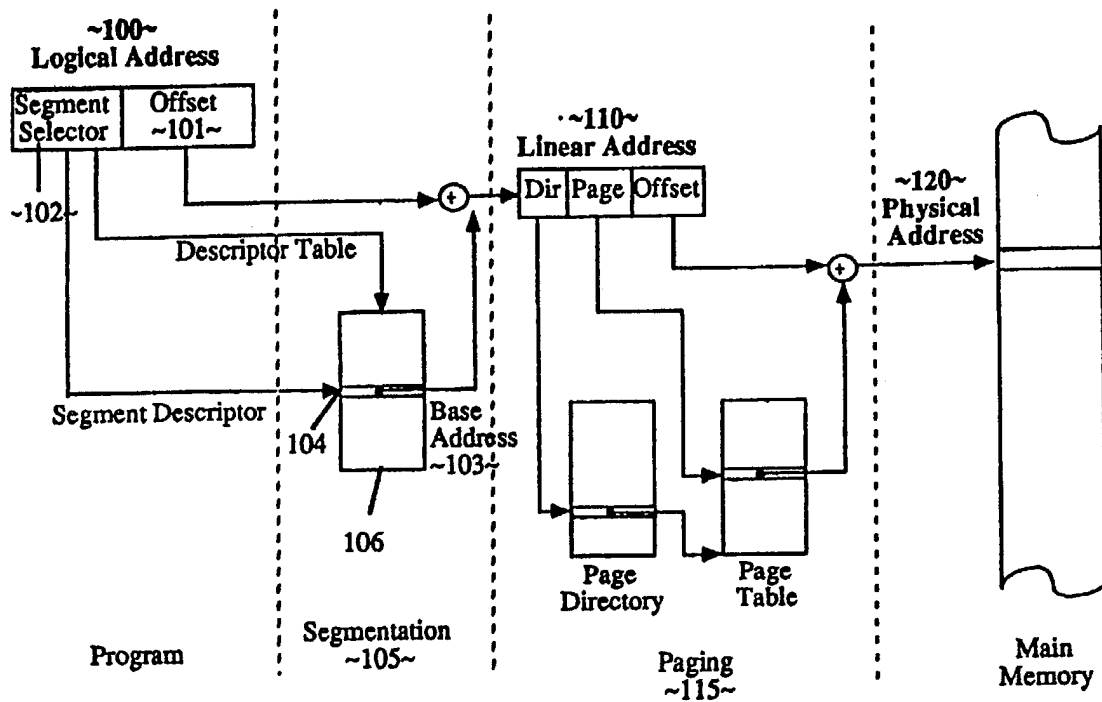 ~100~
Logical Address
Segment
Selector
Offset
~101~
~102~
Descriptor Table
Segment Descriptor
104
Base
Address
~103~
106
~110~
Linear Address
Dir
Page
Offset
+
+
~120~
Physical
Address
Page
Directory
Page
Table
Program
Segmentation
~105~
Paging
~115~
Main
Memory